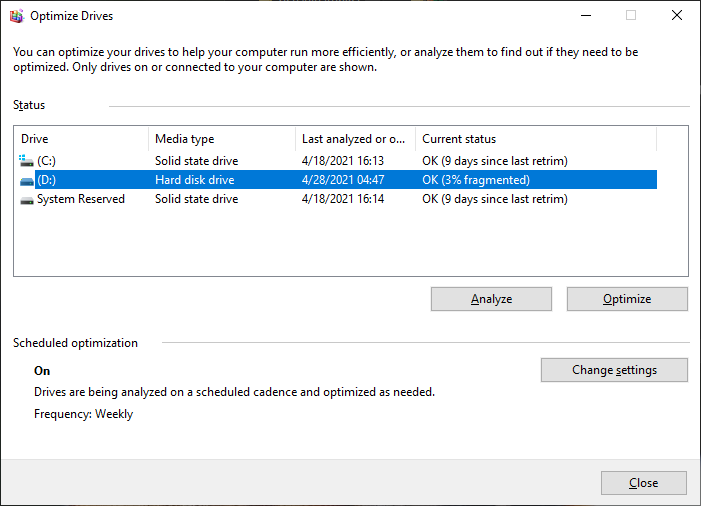 Optimize Drives
You can optimize your drives to help your computer run more efficiently, or analyze them to find out if they need to be
optimized. Only drives on or connected to your computer are shown.
Status
Drive Media type Last analyzed or o... Current status
(C:) Solid state drive 4/18/2021 16:13 OK (9 days since last retrim)
(D:) Hard disk drive 4/28/2021 04:47 OK (3% fragmented)
System Reserved Solid state drive 4/18/2021 16:14 OK (9 days since last retrim)
Analyze Optimize
Scheduled optimization
On Change settings
Drives are being analyzed on a scheduled cadence and optimized as needed.
Frequency: Weekly
Close